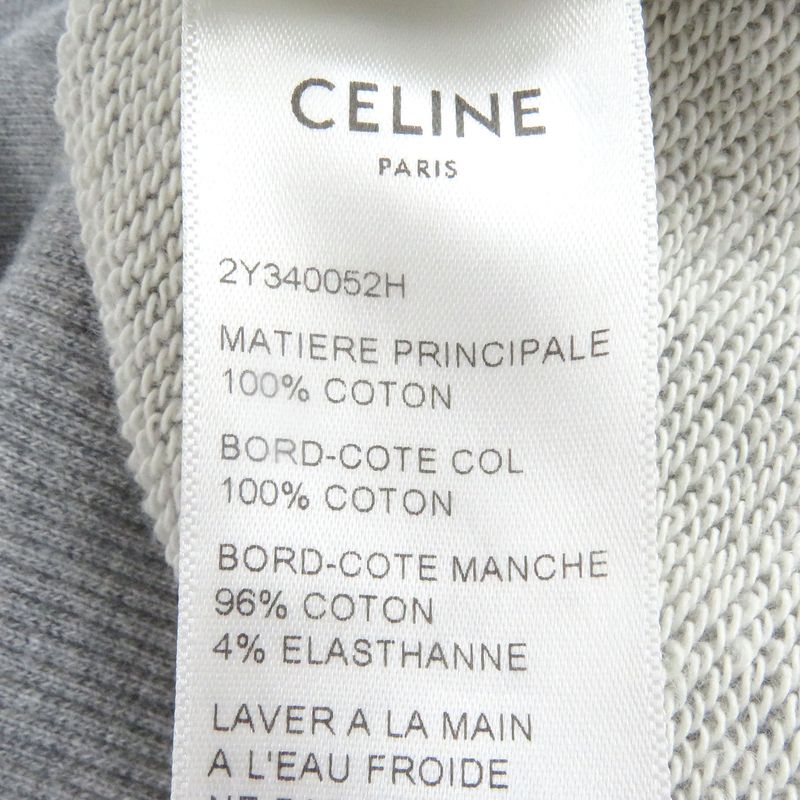 CELINE
PARIS
2Y340052H
MATIERE PRINCIPALE
100% COTON
BORD-COTE COL
100% COTON
BORD-COTE MANCHE
96% COTON
4% ELASTHANNE
LAVER A LA MAIN
A L'EAU FROIDE